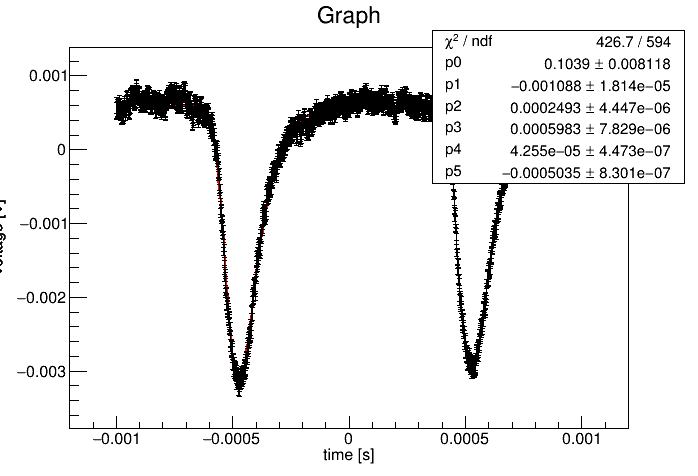 Graph
χ² / ndf 426.7 / 594
p0 0.1039 ± 0.008118
p1 −0.001088 ± 1.814e−05
p2 0.0002493 ± 4.447e−06
p3 0.0005983 ± 7.829e−06
p4 4.255e−05 ± 4.473e−07
p5 −0.0005035 ± 8.301e−07
0.001
0
−0.001
−0.002
−0.003
−0.001 −0.0005 0 0.0005 0.001
time [s]